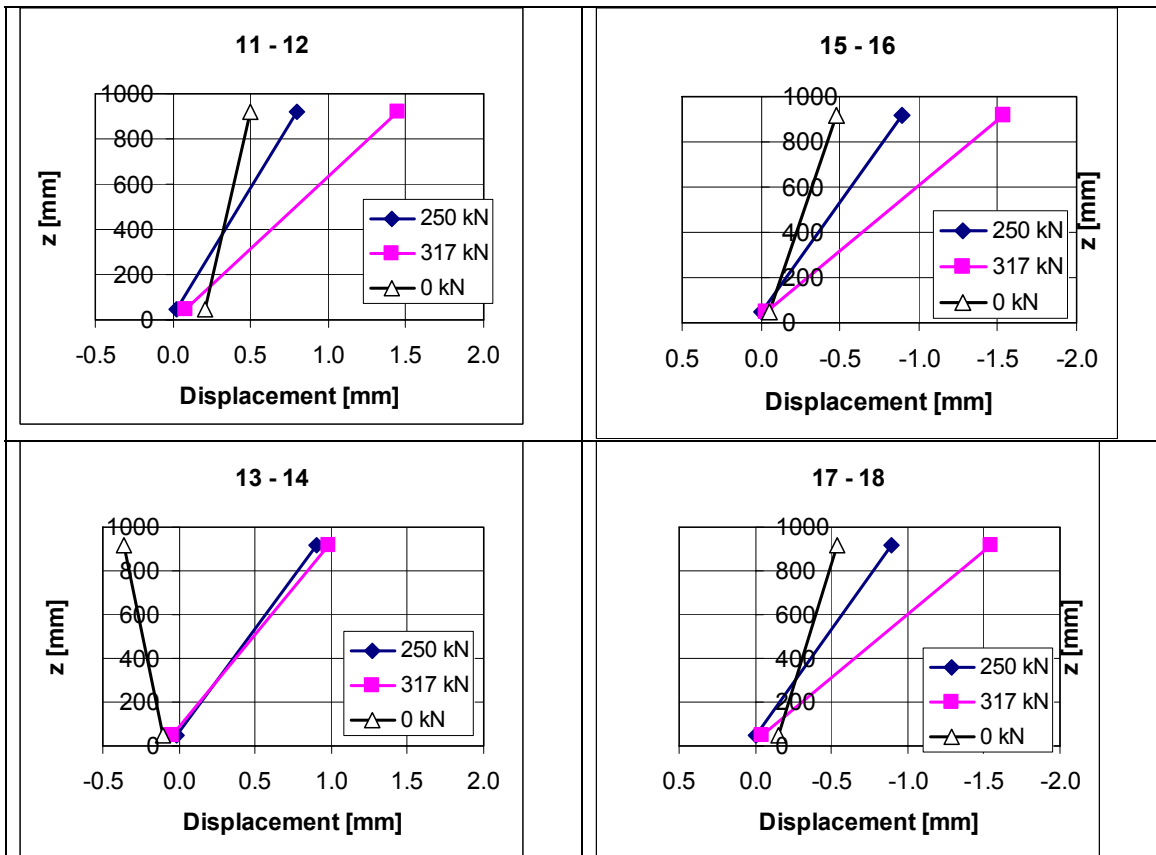 11 - 12
1000
800
600
400
200
0
z [mm]
-0.5 0.0 0.5 1.0 1.5 2.0
Displacement [mm]
250 kN
317 kN
0 kN
15 - 16
1000
800
600
400
200
0
z [mm]
0.5 0.0 -0.5 -1.0 -1.5 -2.0
Displacement [mm]
250 kN
317 kN
0 kN
13 - 14
1000
800
600
400
200
0
z [mm]
-0.5 0.0 0.5 1.0 1.5 2.0
Displacement [mm]
250 kN
317 kN
0 kN
17 - 18
1000
800
600
400
200
0
z [mm]
0.5 0.0 -0.5 -1.0 -1.5 -2.0
Displacement [mm]
250 kN
317 kN
0 kN